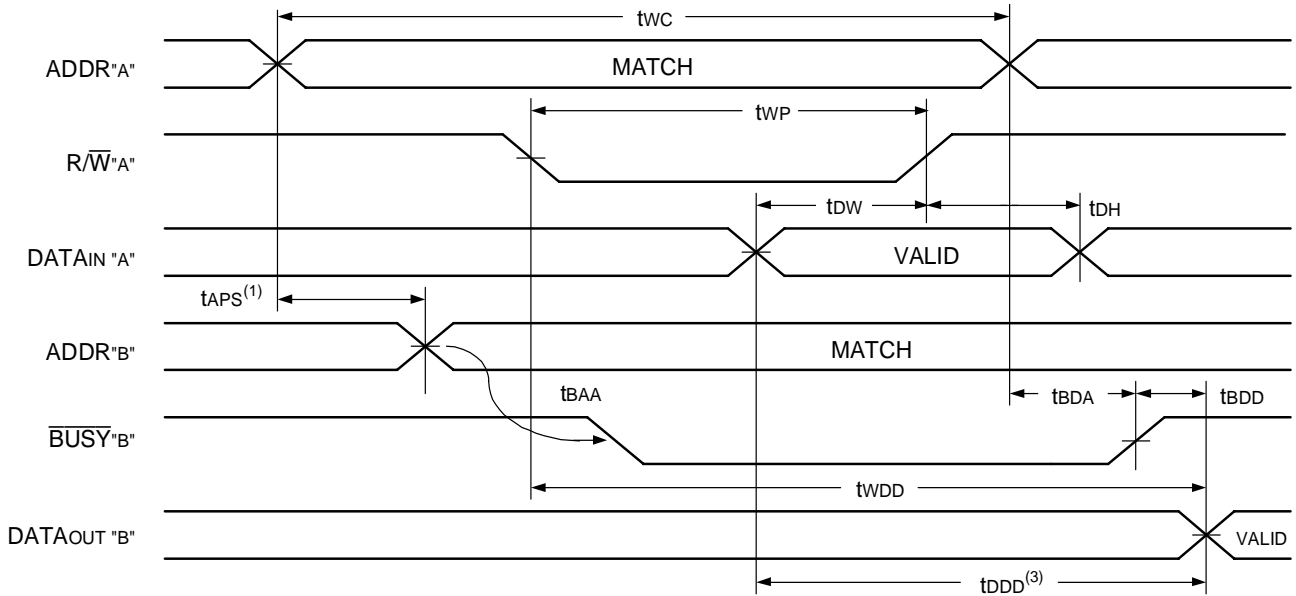 tWC
ADDR"A"
MATCH
tWP
R/W̅"A"
tDW
tDH
DATAIN "A"
VALID
tAPS(1)
ADDR"B"
MATCH
tBAA
tBDA
tBDD
B̅U̅S̅Y̅"B"
tWDD
DATAOUT "B"
VALID
tDDD(3)